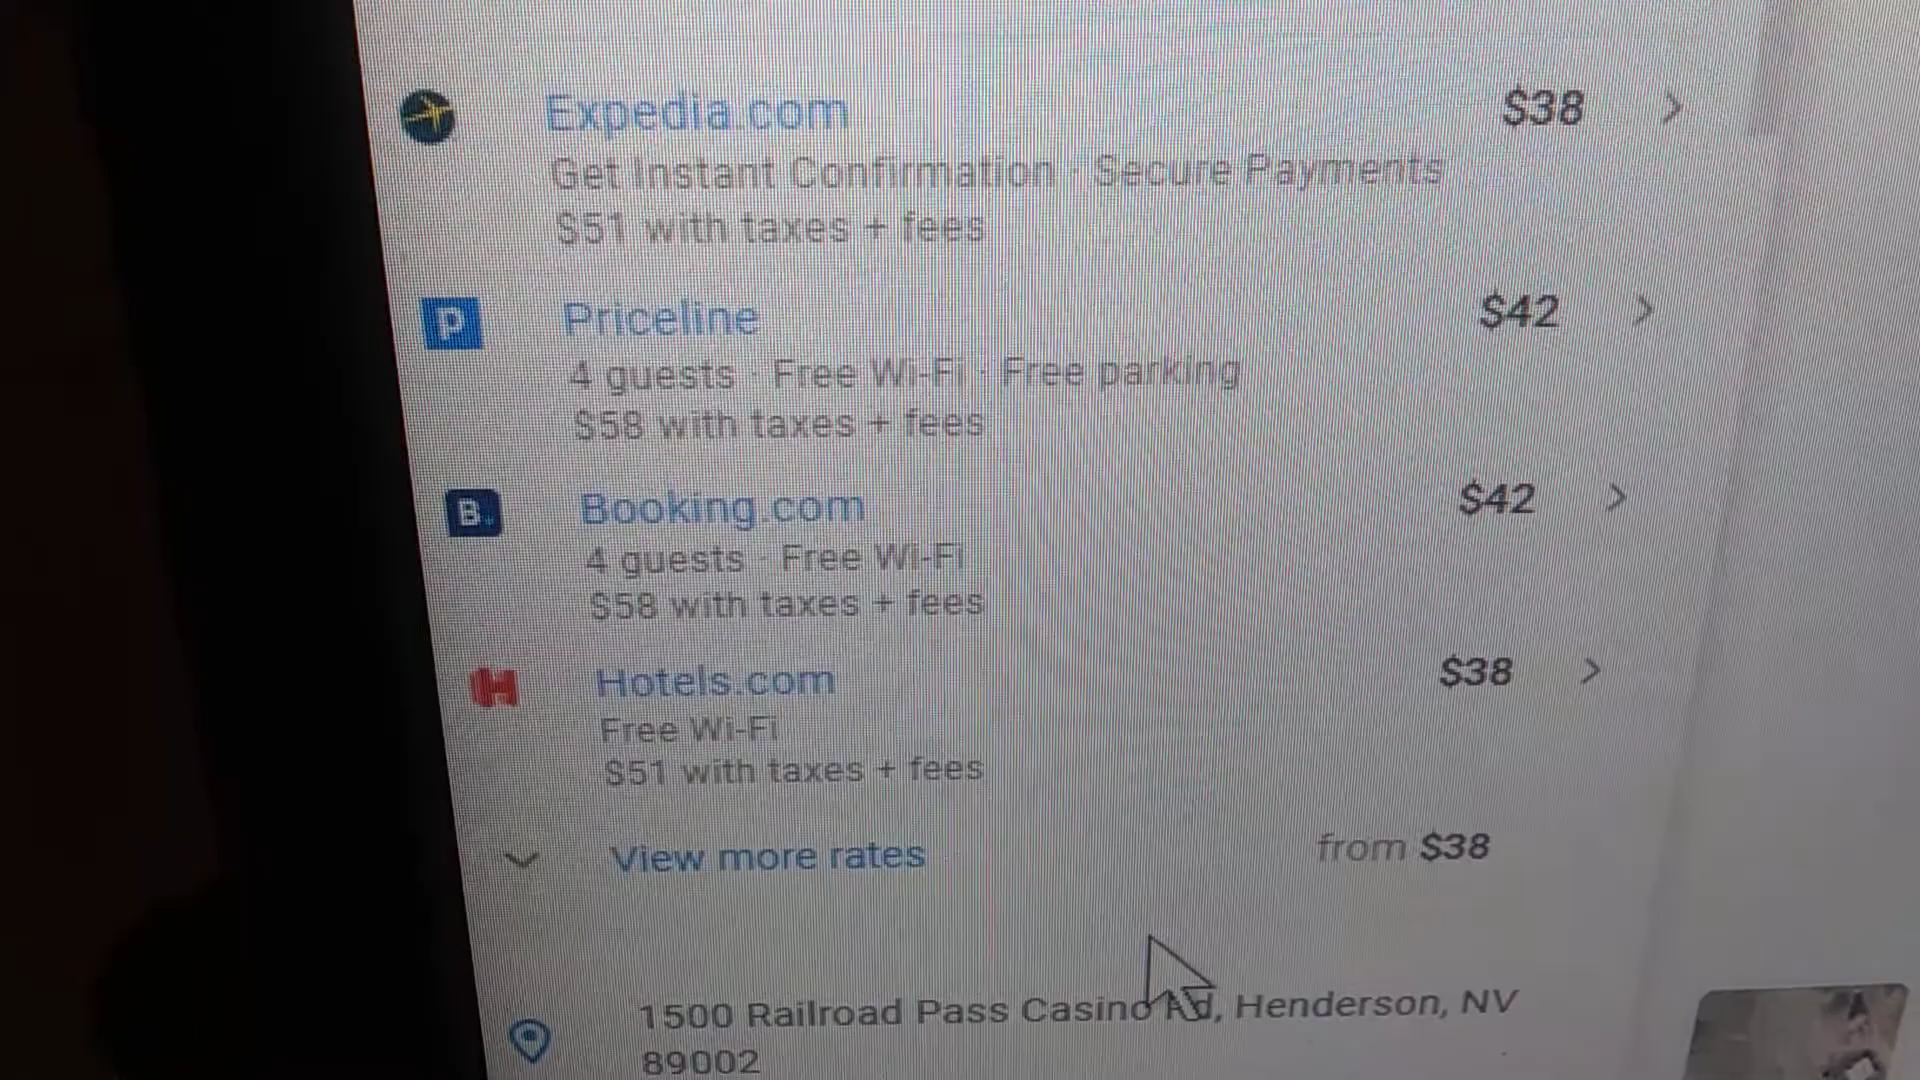 Expedia.com $38
Get Instant Confirmation · Secure Payments
$51 with taxes + fees
P Priceline $42
4 guests · Free Wi-Fi · Free parking
$58 with taxes + fees
B. Booking.com $42
4 guests · Free Wi-Fi
$58 with taxes + fees
H Hotels.com $38
Free Wi-Fi
$51 with taxes + fees
View more rates from $38
1500 Railroad Pass Casino Rd, Henderson, NV
89002